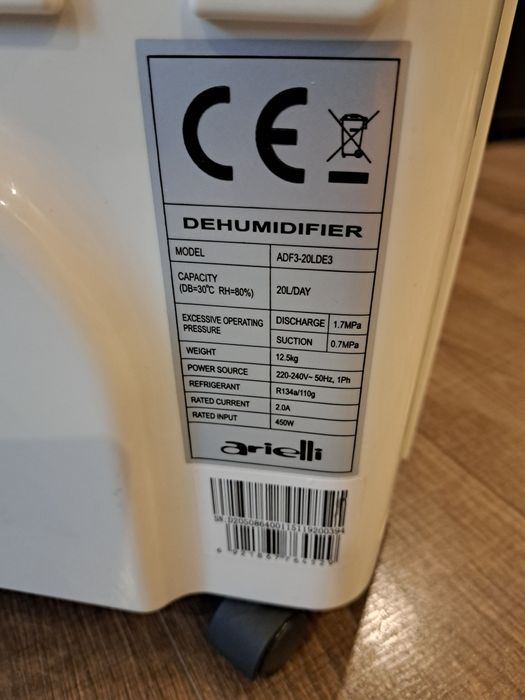 CE
DEHUMIDIFIER
MODEL ADF3-20LDE3
CAPACITY
(DB=30℃ RH=80%) 20L/DAY
EXCESSIVE OPERATING
PRESSURE
DISCHARGE 1.7MPa
SUCTION 0.7MPa
WEIGHT 12.5kg
POWER SOURCE 220-240V~ 50Hz, 1Ph
REFRIGERANT R134a/110g
RATED CURRENT 2.0A
RATED INPUT 450W
arielli